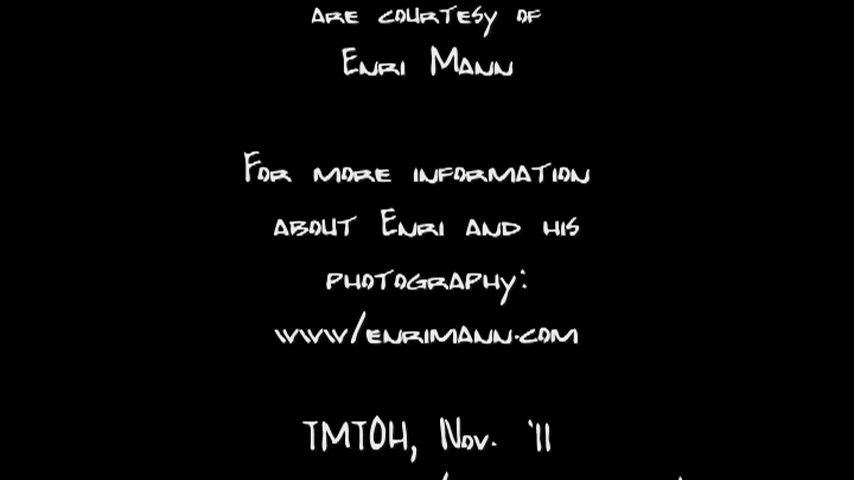 are courtesy of
Enri Mann
For more information
about Enri and his
photography:
www/enrimann.com
TMTOH, Nov. '11